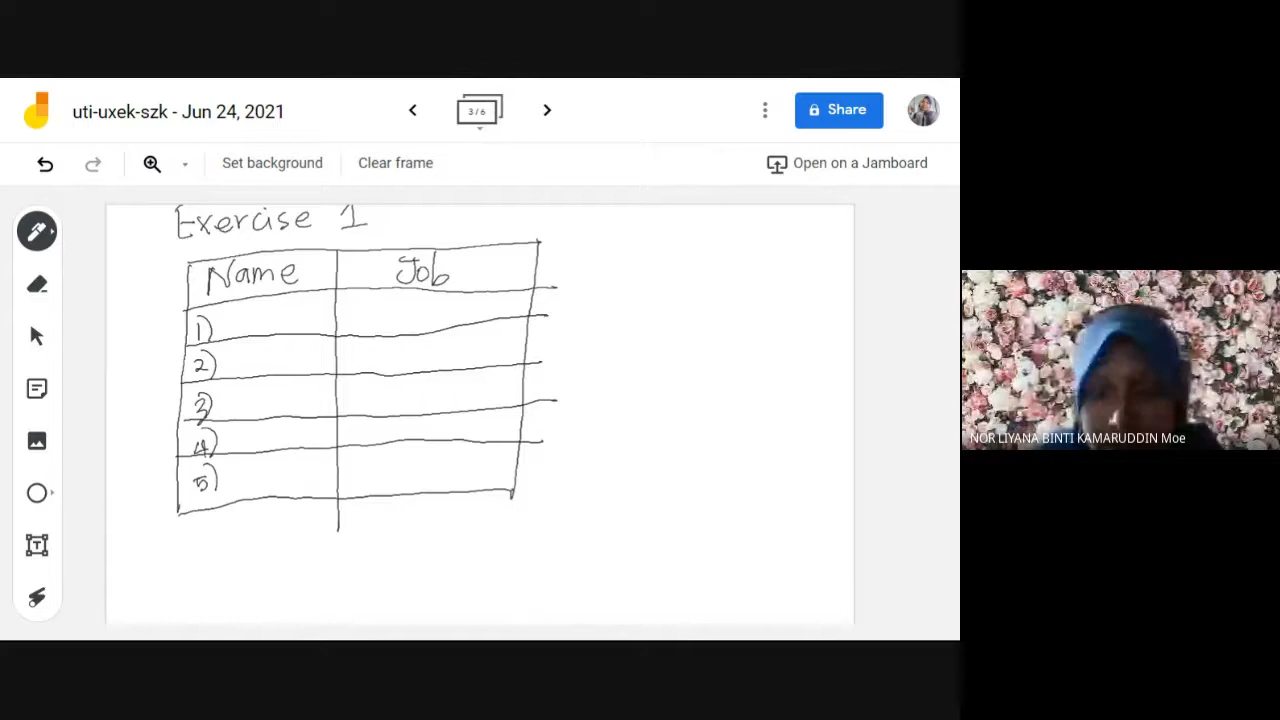 uti-uxek-szk - Jun 24, 2021
3 / 6
Share
Set background
Clear frame
Open on a Jamboard
Exercise 1
Name Job
1)
2)
3)
4)
5)
NOR LIYANA BINTI KAMARUDDIN Moe